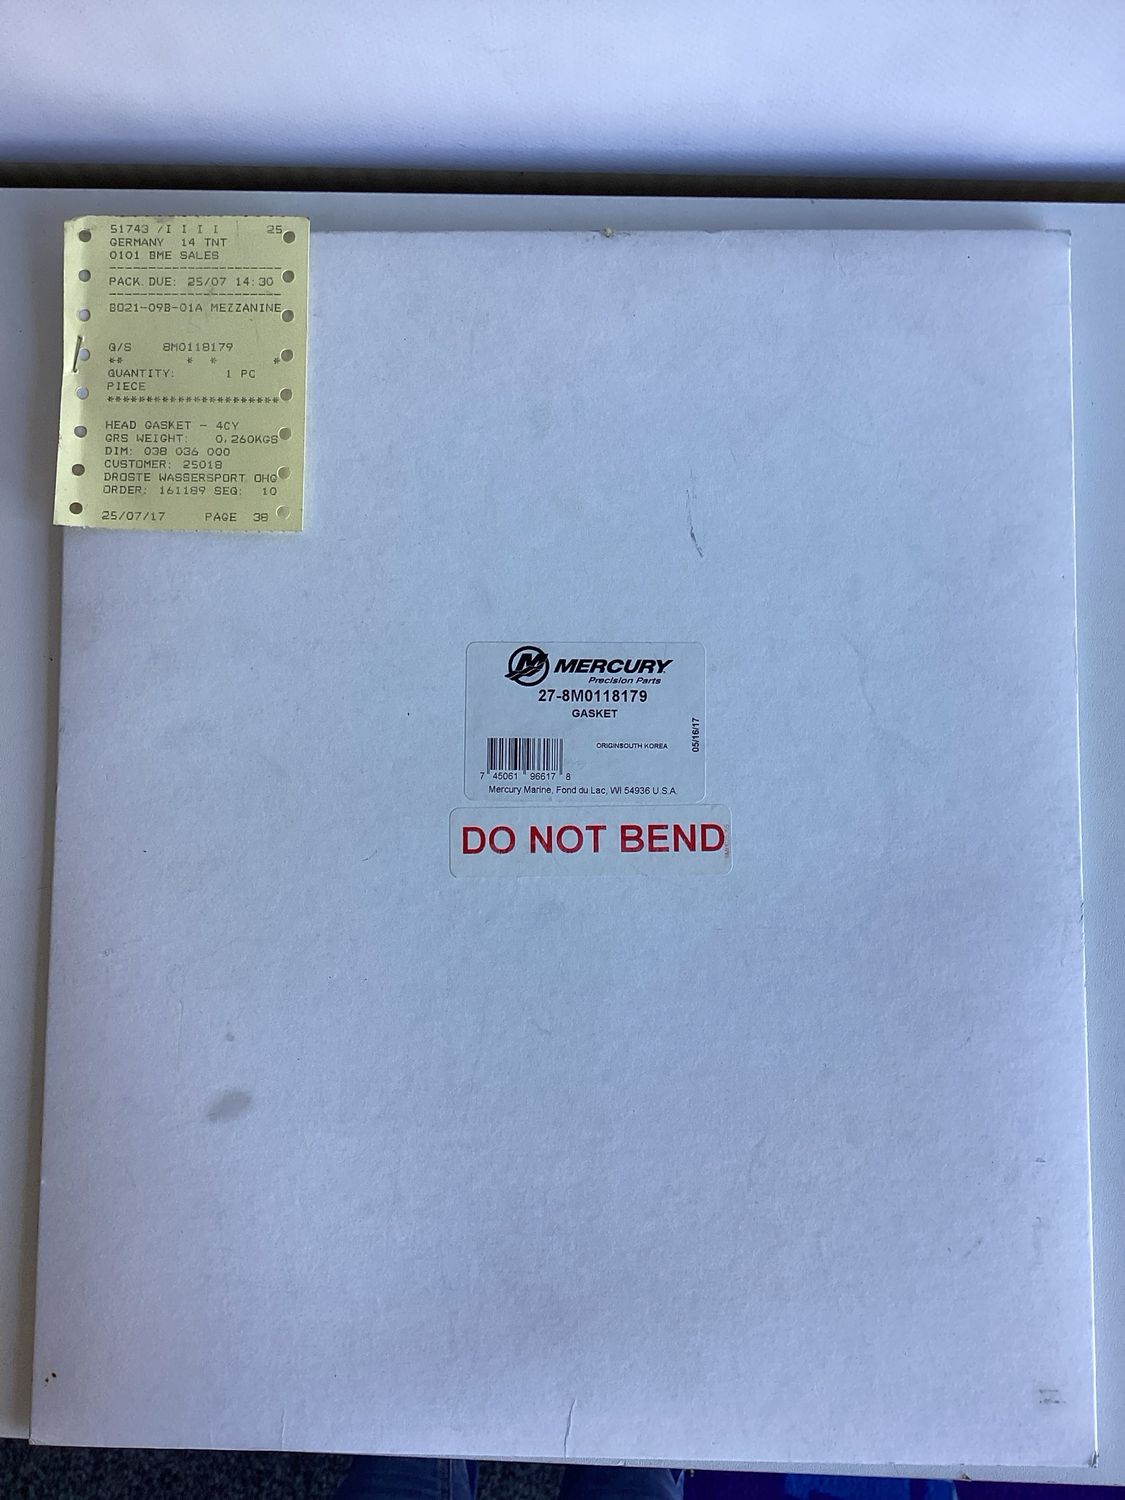 51743 /I I I I 25
GERMANY 14 TNT
0101 BME SALES
PACK DUE: 25/07 14:30
B021-09B-01A MEZZANINE
Q/S 8M0118179
** * * *
QUANTITY: 1 PC
PIECE
**********************
HEAD GASKET - 4CY
GRS WEIGHT: 0,260KGS
DIM: 038 036 000
CUSTOMER: 25018
DROSTE WASSERSPORT OHG
ORDER: 161189 SEQ: 10
25/07/17 PAGE 38
MERCURY
Precision Parts
27-8M0118179
GASKET
ORIGINSOUTH KOREA
05/16/17
7 45061 96617 8
Mercury Marine, Fond du Lac, WI 54936 U.S.A.
DO NOT BEND